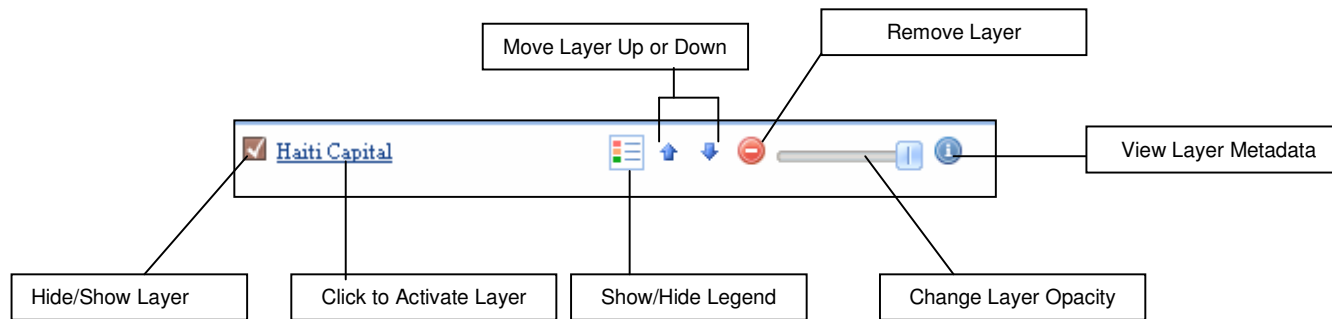 Remove Layer
Move Layer Up or Down
Haiti Capital
View Layer Metadata
Hide/Show Layer
Click to Activate Layer
Show/Hide Legend
Change Layer Opacity